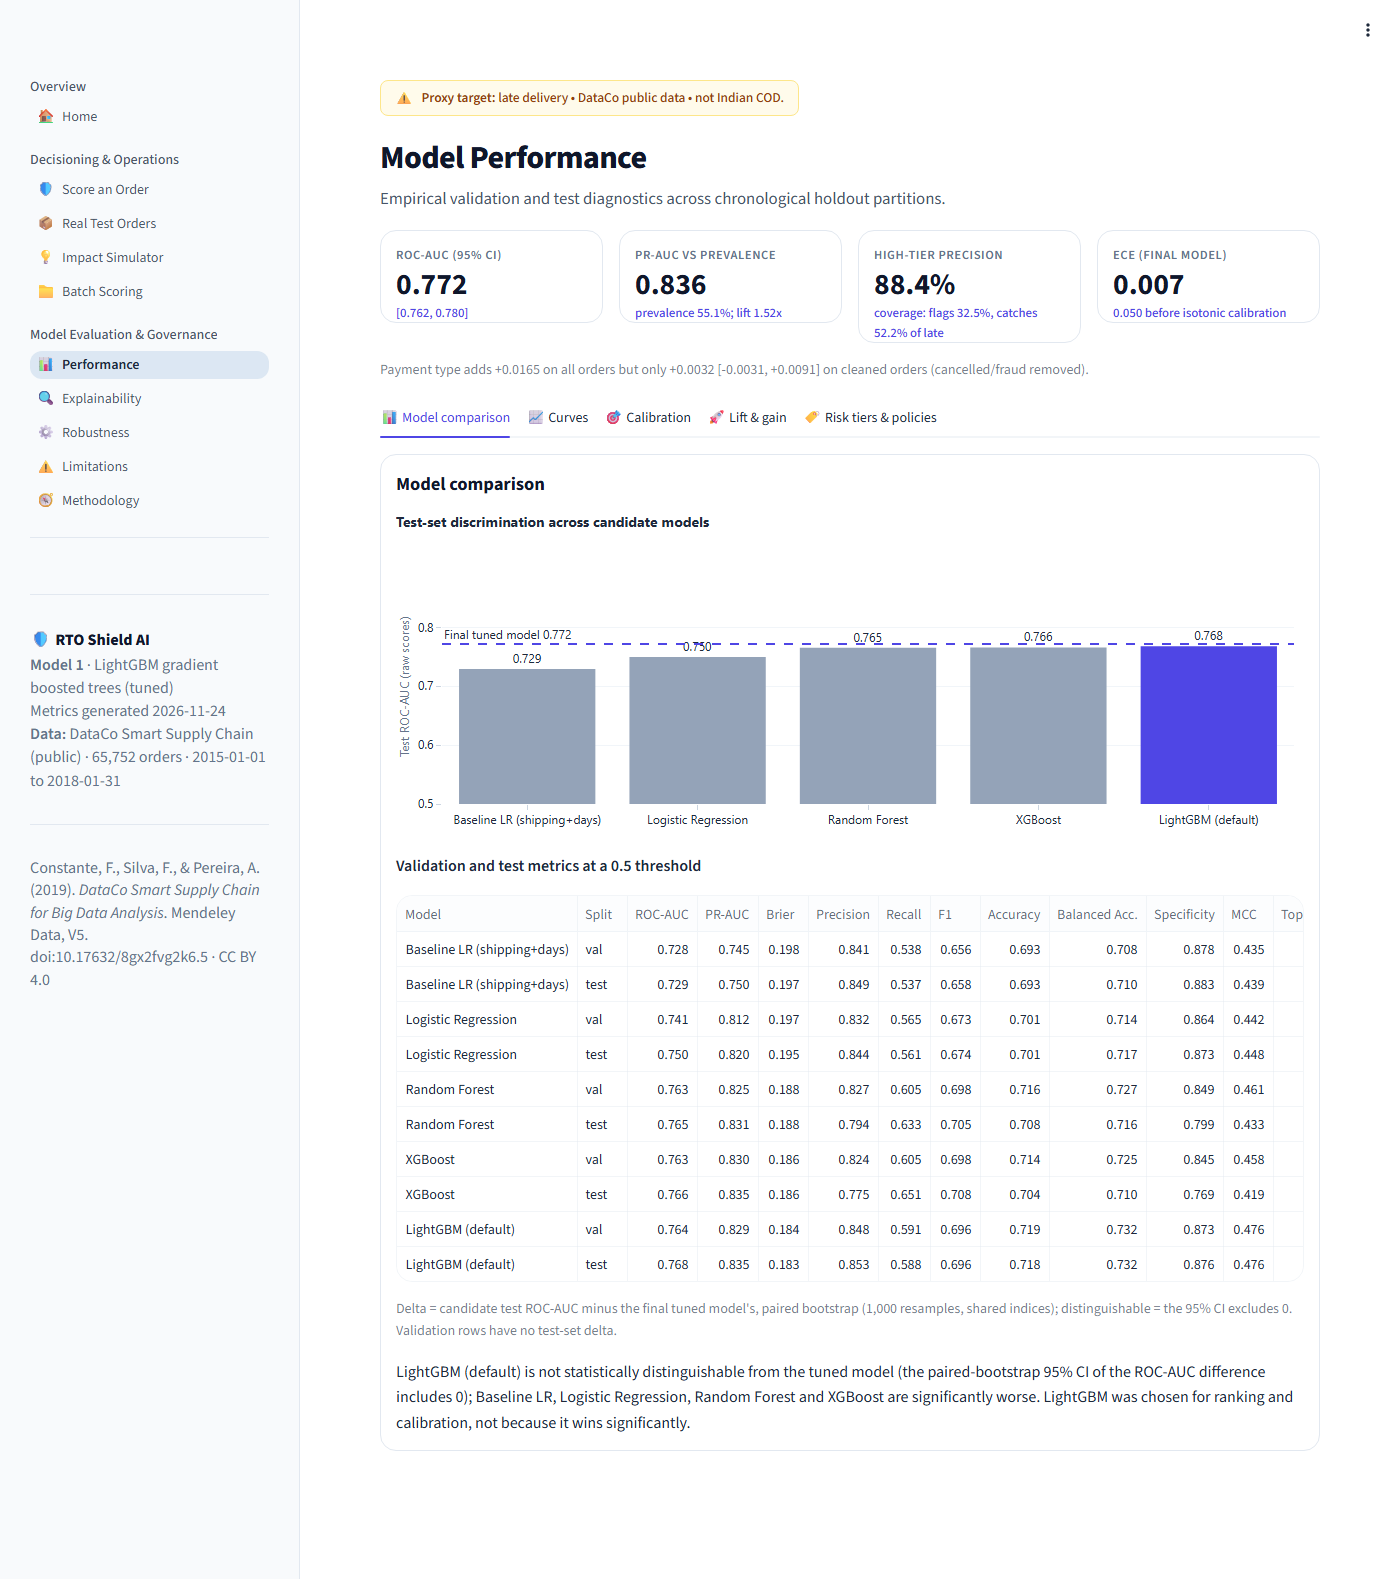 Overview
Home
Decisioning & Operations
Score an Order
Real Test Orders
Impact Simulator
Batch Scoring
Model Evaluation & Governance
Performance
Explainability
Robustness
Limitations
Methodology
RTO Shield AI
Model 1 · LightGBM gradient
boosted trees (tuned)
Metrics generated 2026-11-24
Data: DataCo Smart Supply Chain
(public) · 65,752 orders · 2015-01-01
to 2018-01-31
Constante, F., Silva, F., & Pereira, A.
(2019). DataCo Smart Supply Chain
for Big Data Analysis. Mendeley
Data, V5.
doi:10.17632/8gx2fvg2k6.5 · CC BY
4.0
Proxy target: late delivery • DataCo public data • not Indian COD.
Model Performance
Empirical validation and test diagnostics across chronological holdout partitions.
ROC-AUC (95% CI)
0.772
[0.762, 0.780]
PR-AUC VS PREVALENCE
0.836
prevalence 55.1%; lift 1.52x
HIGH-TIER PRECISION
88.4%
coverage: flags 32.5%, catches
52.2% of late
ECE (FINAL MODEL)
0.007
0.050 before isotonic calibration
Payment type adds +0.0165 on all orders but only +0.0032 [-0.0031, +0.0091] on cleaned orders (cancelled/fraud removed).
Model comparison Curves Calibration Lift & gain Risk tiers & policies
Model comparison
Test-set discrimination across candidate models
Test ROC-AUC (raw scores)
0.8
0.7
0.6
0.5
Final tuned model 0.772
0.729 0.750 0.765 0.766 0.768
Baseline LR (shipping+days) Logistic Regression Random Forest XGBoost LightGBM (default)
Validation and test metrics at a 0.5 threshold
Model Split ROC-AUC PR-AUC Brier Precision Recall F1 Accuracy Balanced Acc. Specificity MCC Top
Baseline LR (shipping+days) val 0.728 0.745 0.198 0.841 0.538 0.656 0.693 0.708 0.878 0.435
Baseline LR (shipping+days) test 0.729 0.750 0.197 0.849 0.537 0.658 0.693 0.710 0.883 0.439
Logistic Regression val 0.741 0.812 0.197 0.832 0.565 0.673 0.701 0.714 0.864 0.442
Logistic Regression test 0.750 0.820 0.195 0.844 0.561 0.674 0.701 0.717 0.873 0.448
Random Forest val 0.763 0.825 0.188 0.827 0.605 0.698 0.716 0.727 0.849 0.461
Random Forest test 0.765 0.831 0.188 0.794 0.633 0.705 0.708 0.716 0.799 0.433
XGBoost val 0.763 0.830 0.186 0.824 0.605 0.698 0.714 0.725 0.845 0.458
XGBoost test 0.766 0.835 0.186 0.775 0.651 0.708 0.704 0.710 0.769 0.419
LightGBM (default) val 0.764 0.829 0.184 0.848 0.591 0.696 0.719 0.732 0.873 0.476
LightGBM (default) test 0.768 0.835 0.183 0.853 0.588 0.696 0.718 0.732 0.876 0.476
Delta = candidate test ROC-AUC minus the final tuned model's, paired bootstrap (1,000 resamples, shared indices); distinguishable = the 95% CI excludes 0.
Validation rows have no test-set delta.
LightGBM (default) is not statistically distinguishable from the tuned model (the paired-bootstrap 95% CI of the ROC-AUC difference
includes 0); Baseline LR, Logistic Regression, Random Forest and XGBoost are significantly worse. LightGBM was chosen for ranking and
calibration, not because it wins significantly.